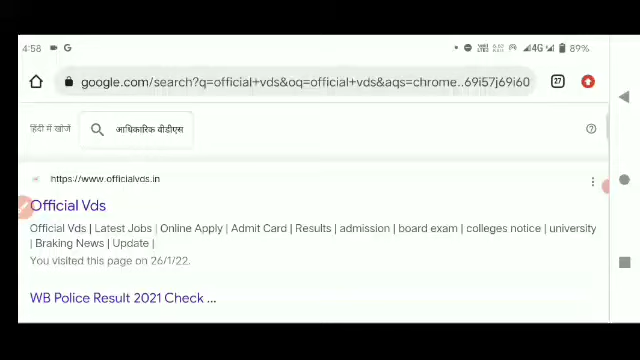 4:58 G 4G 89%
google.com/search?q=official+vds&oq=official+vds&aqs=chrome..69i57j69i60 27
हिंदी में खोजें आधिकारिक वीडीएस
https://www.officialvds.in
Official Vds
Official Vds | Latest Jobs | Online Apply | Admit Card | Results | admission | board exam | colleges notice | university
| Braking News | Update |
You visited this page on 26/1/22.
WB Police Result 2021 Check ...